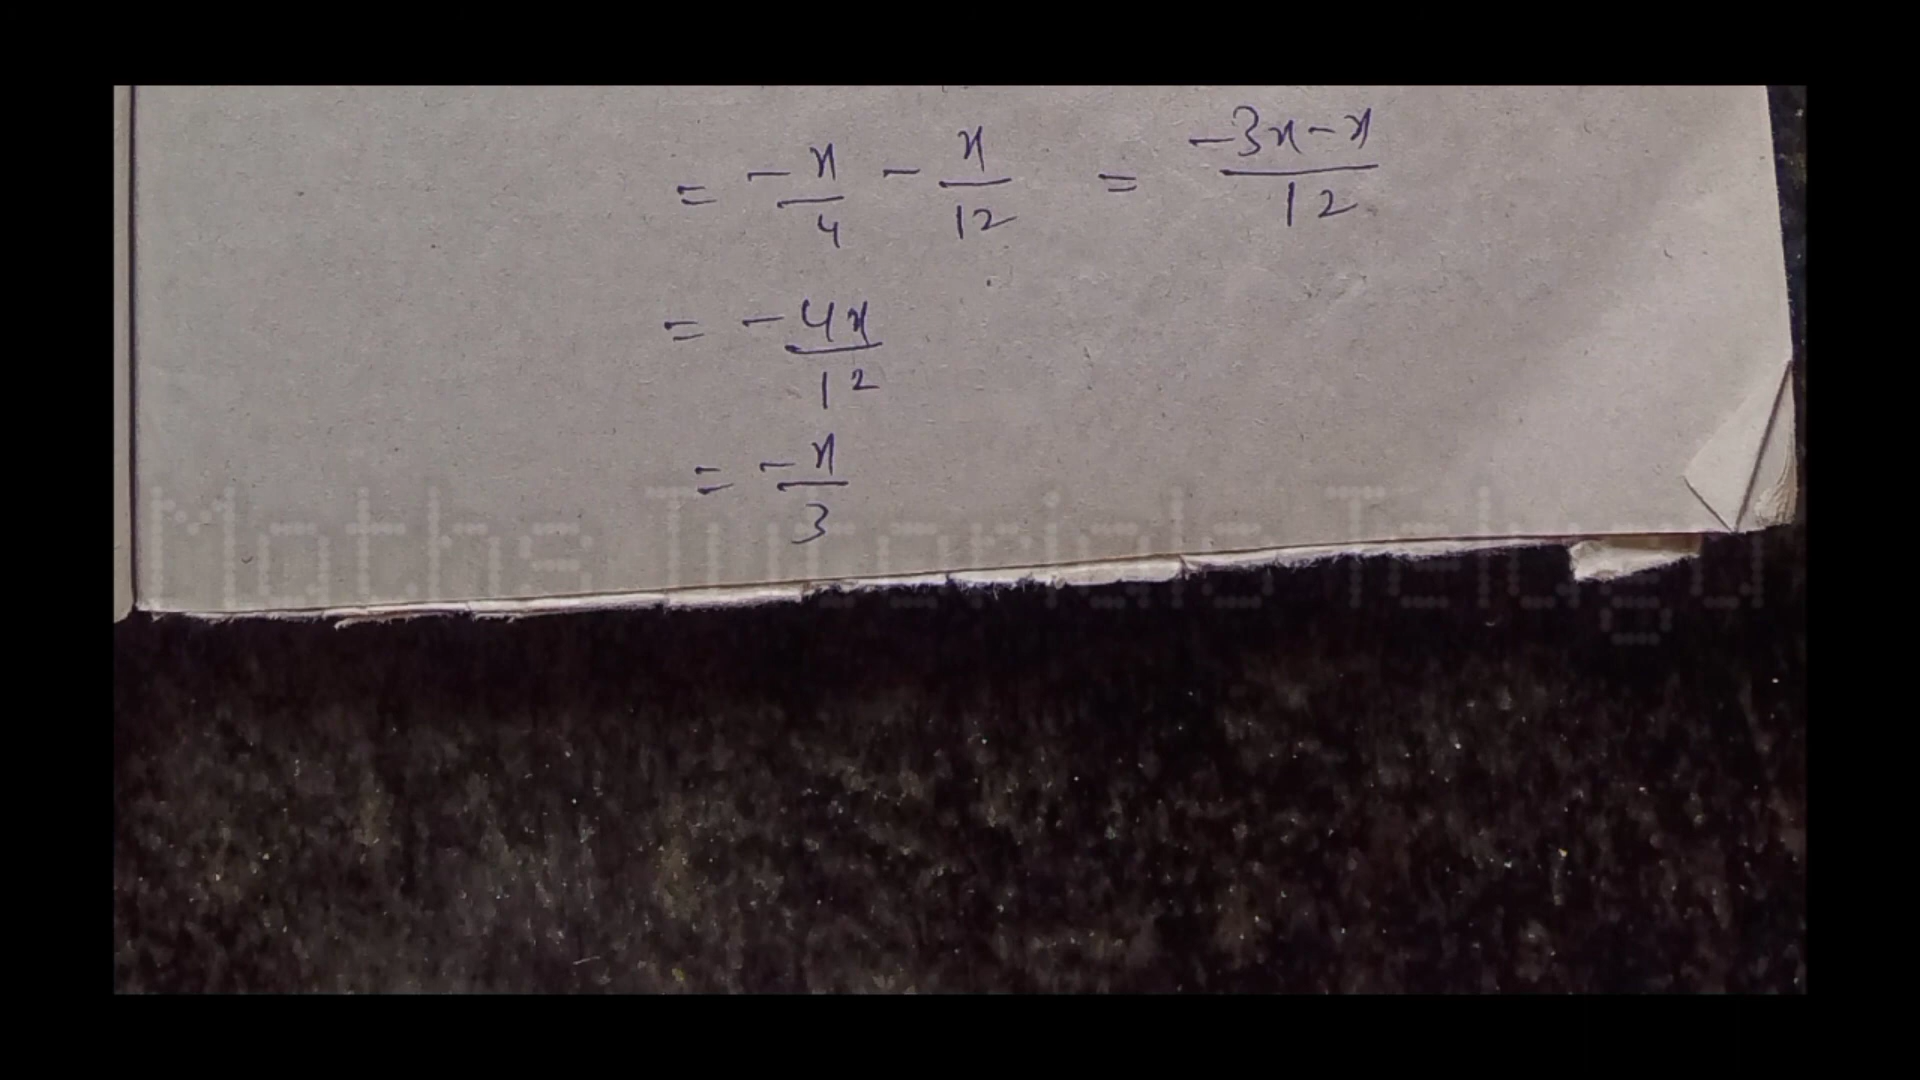 = -x/4 - x/12 = -3x-x/12
= -4x/12
= -x/3
Maths Tutorials Telugu